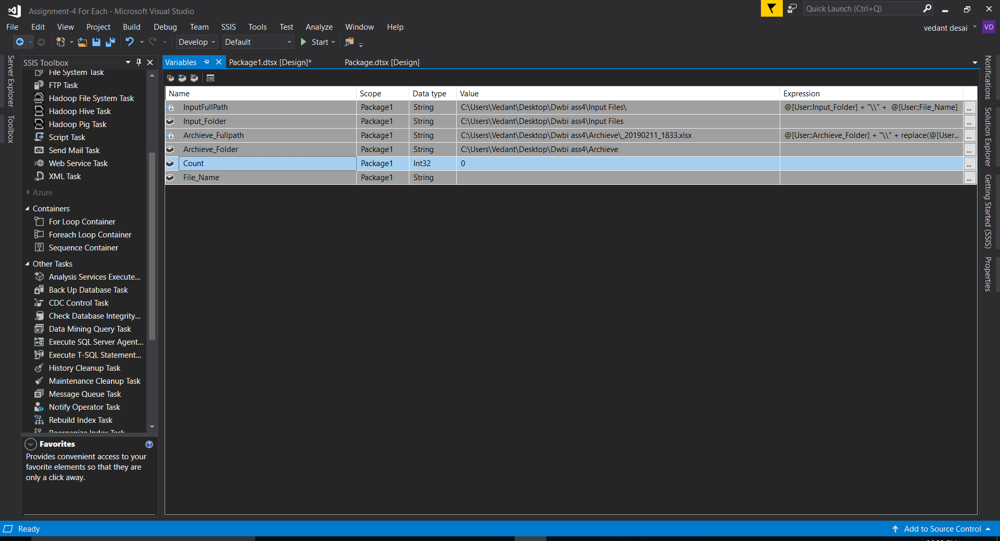 Assignment-4 For Each - Microsoft Visual Studio
Quick Launch (Ctrl+Q)
File Edit View Project Build Debug Team SSIS Tools Test Analyze Window Help
vedant desai VD
Develop Default Start
Server Explorer
Toolbox
SSIS Toolbox
File System Task
FTP Task
Hadoop File System Task
Hadoop Hive Task
Hadoop Pig Task
Script Task
Send Mail Task
Web Service Task
XML Task
Azure
Containers
For Loop Container
Foreach Loop Container
Sequence Container
Other Tasks
Analysis Services Execute...
Back Up Database Task
CDC Control Task
Check Database Integrity...
Data Mining Query Task
Execute SQL Server Agent...
Execute T-SQL Statement...
History Cleanup Task
Maintenance Cleanup Task
Message Queue Task
Notify Operator Task
Rebuild Index Task
Reorganize Index Task
Favorites
Provides convenient access to your
favorite elements so that they are
only a click away.
Variables Package1.dtsx [Design]* Package.dtsx [Design]
Name Scope Data type Value Expression
InputFullPath Package1 String C:\Users\Vedant\Desktop\Dwbi ass4\Input Files\ @[User::Input_Folder] + "\\" + @[User::File_Name] ...
Input_Folder Package1 String C:\Users\Vedant\Desktop\Dwbi ass4\Input Files ...
Archieve_Fullpath Package1 String C:\Users\Vedant\Desktop\Dwbi ass4\Archieve\_20190211_1833.xlsx @[User::Archieve_Folder] + "\\" + replace(@[User... ...
Archieve_Folder Package1 String C:\Users\Vedant\Desktop\Dwbi ass4\Archieve ...
Count Package1 Int32 0 ...
File_Name Package1 String ...
Notifications
Solution Explorer
Getting Started (SSIS)
Properties
Ready
Add to Source Control